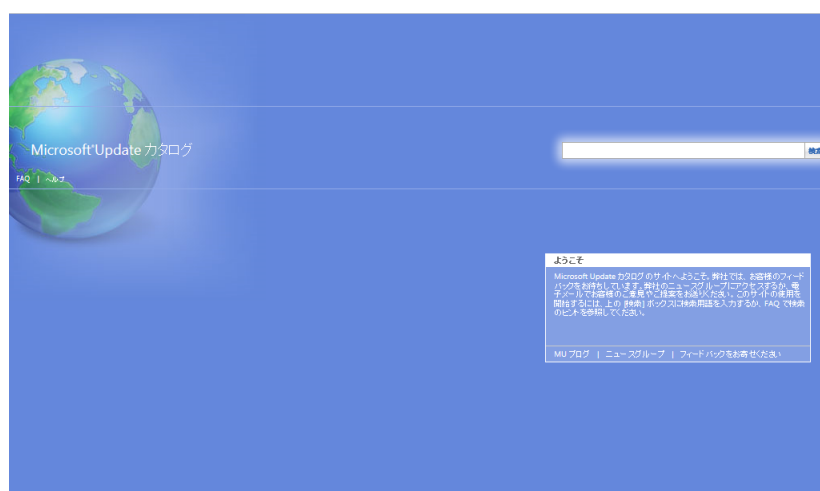 Microsoft®Update カタログ
検索
FAQ | ヘルプ
ようこそ
Microsoft Update カタログ のサイトへようこそ。弊社では、お客様のフィード
バックをお待ちしています。弊社のニュースグループにアクセスするか、電
子メールでお客様のご意見やご提案をお送りください。このサイトの使用を
開始するには、上の [検索] ボックスに検索用語を入力するか、FAQ で検索
のヒントを参照してください。
MU ブログ | ニュースグループ | フィードバックをお寄せください